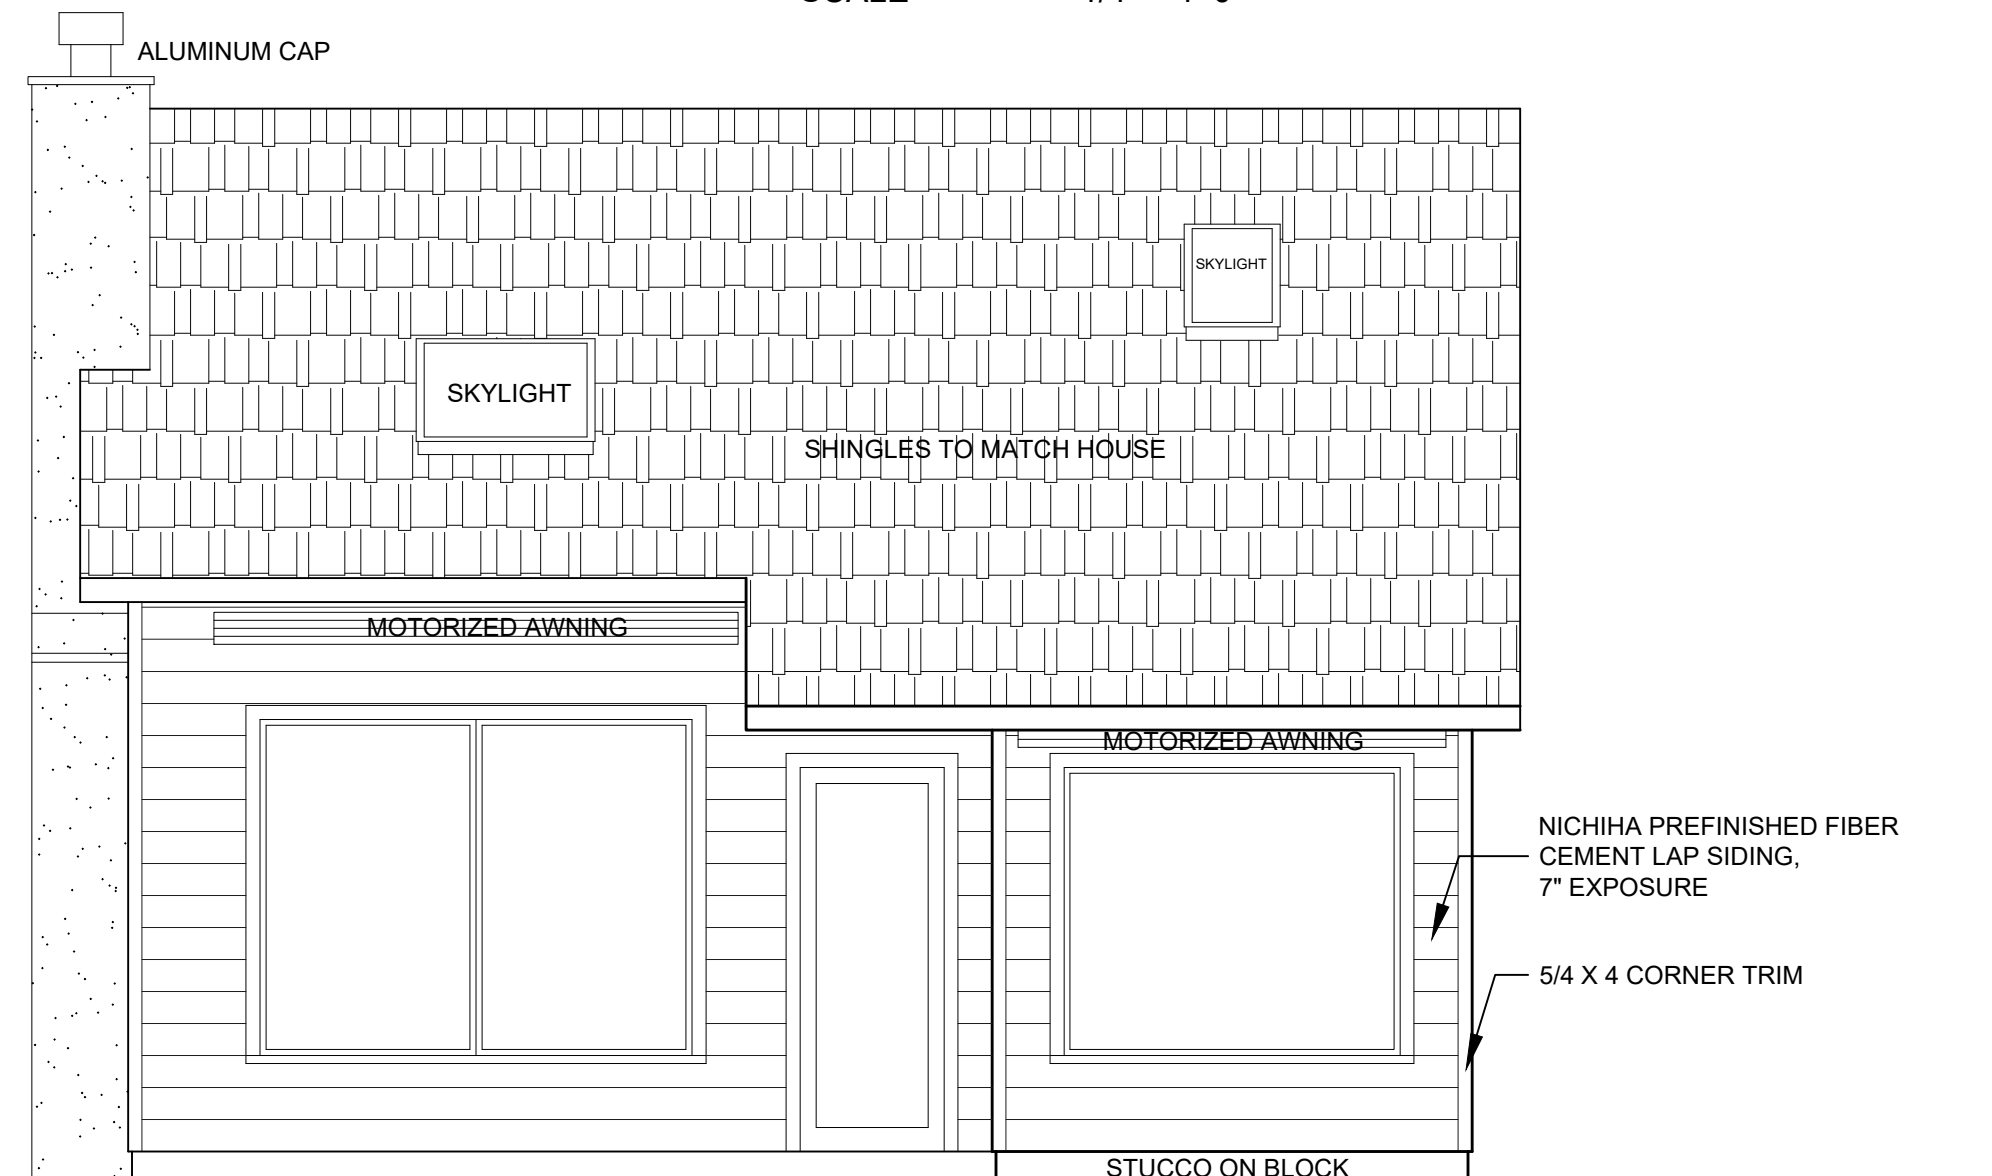 SCALE
ALUMINUM CAP
SKYLIGHT
SKYLIGHT
SHINGLES TO MATCH HOUSE
MOTORIZED AWNING
MOTORIZED AWNING
NICHIHA PREFINISHED FIBER
CEMENT LAP SIDING,
7" EXPOSURE
5/4 X 4 CORNER TRIM
STUCCO ON BLOCK